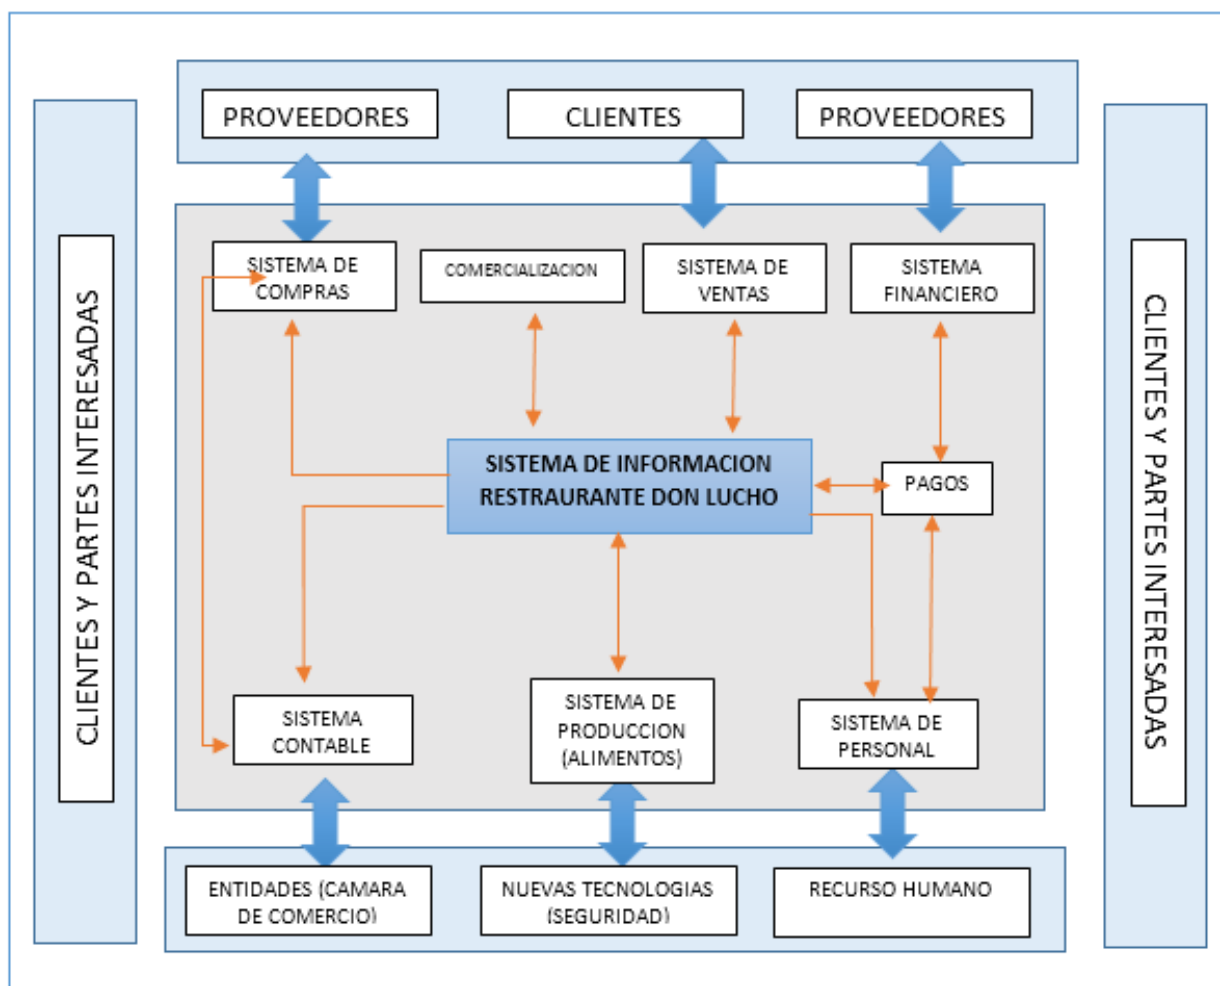 PROVEEDORES
CLIENTES
PROVEEDORES
CLIENTES Y PARTES INTERESADAS
CLIENTES Y PARTES INTERESADAS
SISTEMA DE
COMPRAS
COMERCIALIZACION
SISTEMA DE
VENTAS
SISTEMA
FINANCIERO
SISTEMA DE INFORMACION
RESTRAURANTE DON LUCHO
PAGOS
SISTEMA
CONTABLE
SISTEMA DE
PRODUCCION
(ALIMENTOS)
SISTEMA DE
PERSONAL
ENTIDADES (CAMARA
DE COMERCIO)
NUEVAS TECNOLOGIAS
(SEGURIDAD)
RECURSO HUMANO